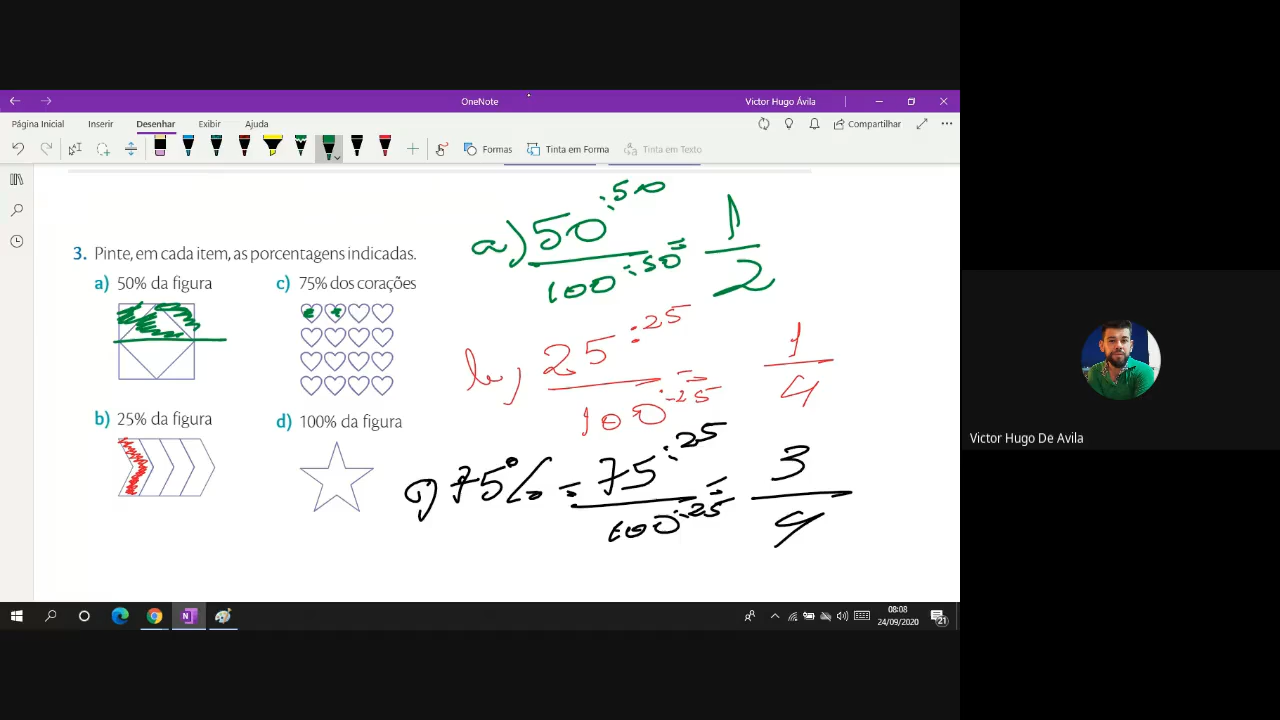 OneNote
Victor Hugo Ávila
Página Inicial Inserir Desenhar Exibir Ajuda
Compartilhar
Formas Tinta em Forma Tinta em Texto
3. Pinte, em cada item, as porcentagens indicadas.
a) 50% da figura
c) 75% dos corações
b) 25% da figura
d) 100% da figura
a) 50 :50
100 :50 = 1
2
b) 25 :25
100 :25 = 1
4
c) 75% = 75 :25
100 :25 = 3
4
Victor Hugo De Avila
08:08
24/09/2020
21